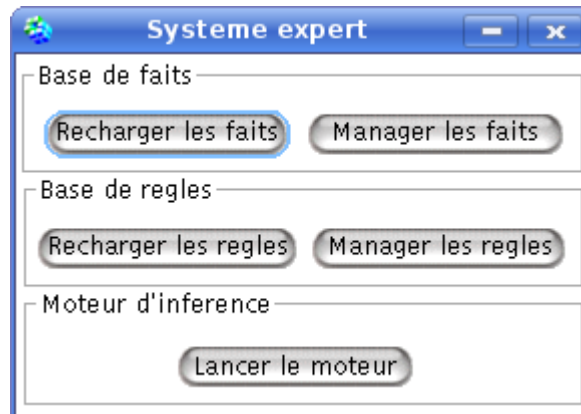 Systeme expert
Base de faits
Recharger les faits Manager les faits
Base de regles
Recharger les regles Manager les regles
Moteur d'inference
Lancer le moteur